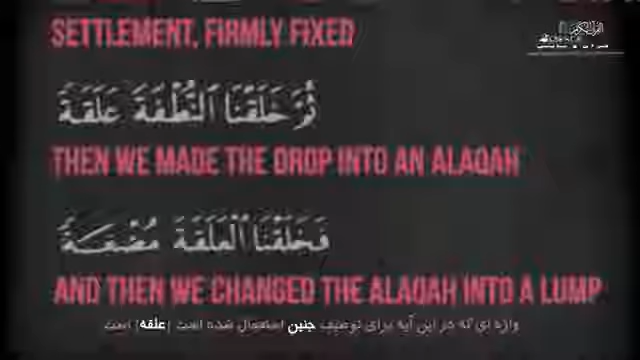 SETTLEMENT, FIRMLY FIXED
ثُمَّ خَلَقْنَا النُّطْفَةَ عَلَقَةً
THEN WE MADE THE DROP INTO AN ALAQAH
فَخَلَقْنَا الْعَلَقَةَ مُضْغَةً
AND THEN WE CHANGED THE ALAQAH INTO A LUMP
واژه ای که در این آیه برای توصیف جنین استعمال شده است (علقه) است